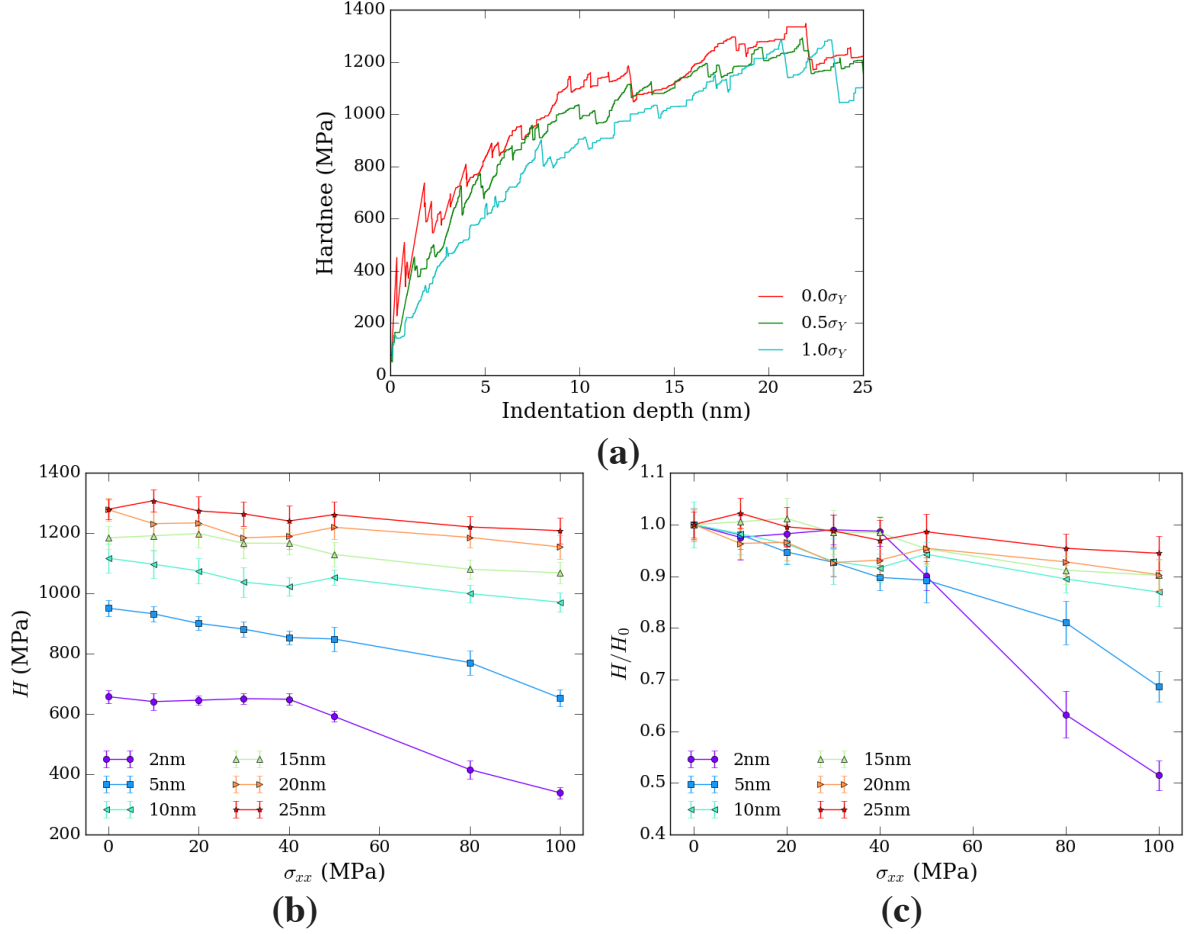 1400
1200
1000
800
600
400
200
0
Hardnee (MPa)
0.0σY
0.5σY
1.0σY
0 5 10 15 20 25
Indentation depth (nm)
(a)
1400
1200
1000
800
600
400
200
H (MPa)
2nm 15nm
5nm 20nm
10nm 25nm
0 20 40 60 80 100
σxx (MPa)
(b)
1.1
1.0
0.9
0.8
0.7
0.6
0.5
0.4
H/H0
2nm 15nm
5nm 20nm
10nm 25nm
0 20 40 60 80 100
σxx (MPa)
(c)